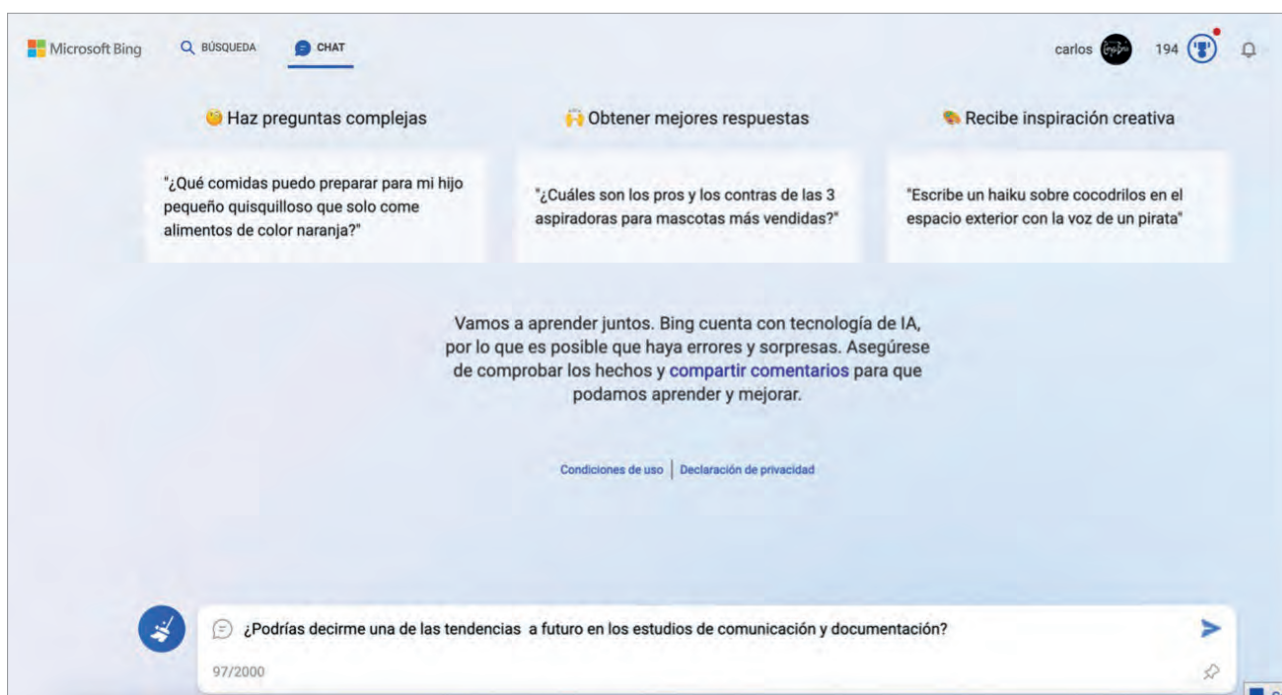 Microsoft Bing
BÚSQUEDA
CHAT
carlos
194
🧐 Haz preguntas complejas
🙌 Obtener mejores respuestas
🎨 Recibe inspiración creativa
"¿Qué comidas puedo preparar para mi hijo
pequeño quisquilloso que solo come
alimentos de color naranja?"
"¿Cuáles son los pros y los contras de las 3
aspiradoras para mascotas más vendidas?"
"Escribe un haiku sobre cocodrilos en el
espacio exterior con la voz de un pirata"
Vamos a aprender juntos. Bing cuenta con tecnología de IA,
por lo que es posible que haya errores y sorpresas. Asegúrese
de comprobar los hechos y compartir comentarios para que
podamos aprender y mejorar.
Condiciones de uso | Declaración de privacidad
¿Podrías decirme una de las tendencias  a futuro en los estudios de comunicación y documentación?
97/2000